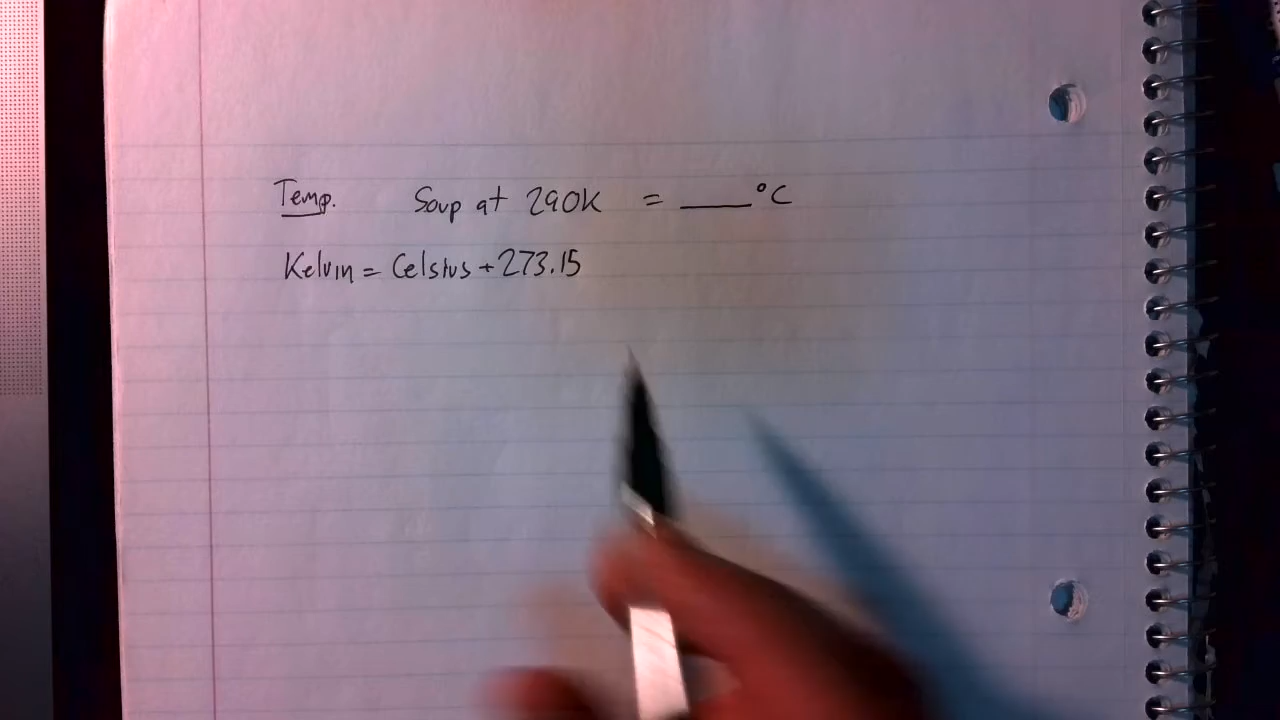 Temp. Soup at 290K = ____ °C
Kelvin = Celsius + 273.15